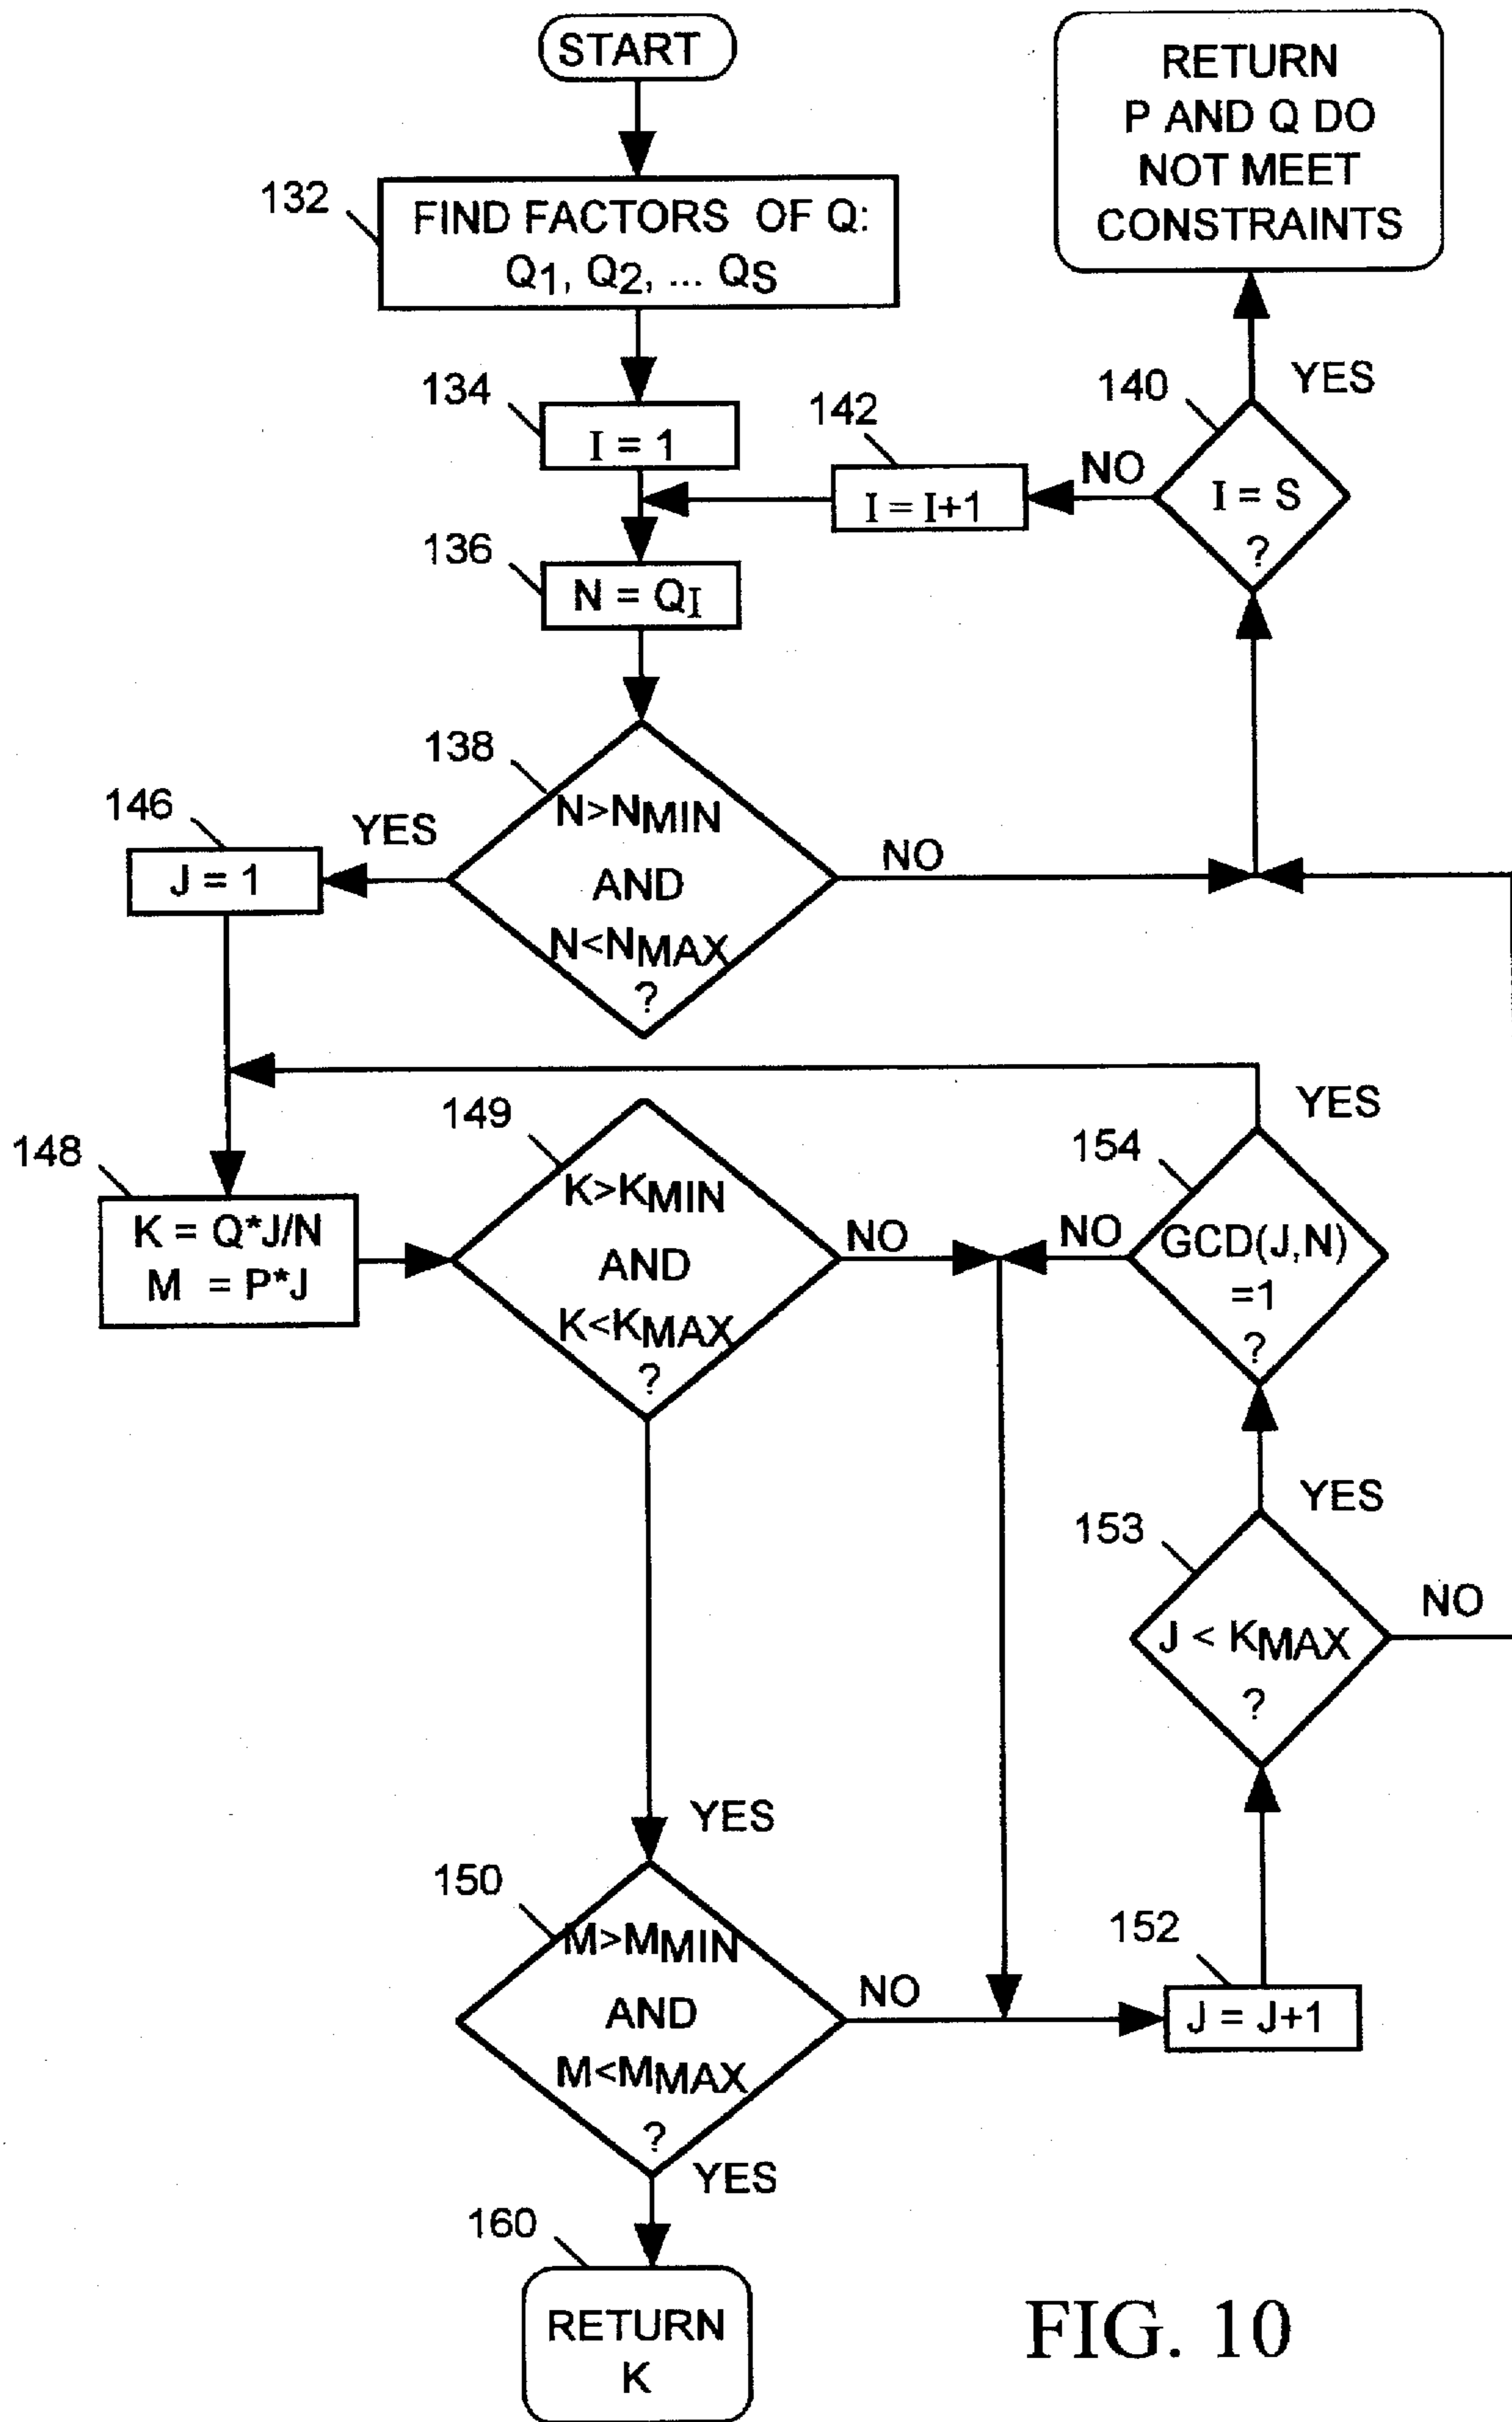 START
RETURN
P AND Q DO
NOT MEET
CONSTRAINTS
132
FIND FACTORS OF Q:
Q1, Q2, ... QS
134
I = 1
142
I = I+1
NO
140
YES
I = S
?
136
N = QI
138
N>NMIN
AND
N<NMAX
?
146
YES
J = 1
NO
148
K = Q*J/N
M = P*J
149
K>KMIN
AND
K<KMAX
?
NO
YES
154
NO
GCD(J,N)
=1
?
YES
153
J < KMAX
?
NO
YES
150
M>MMIN
AND
M<MMAX
?
NO
152
J = J+1
YES
160
RETURN
K
FIG. 10